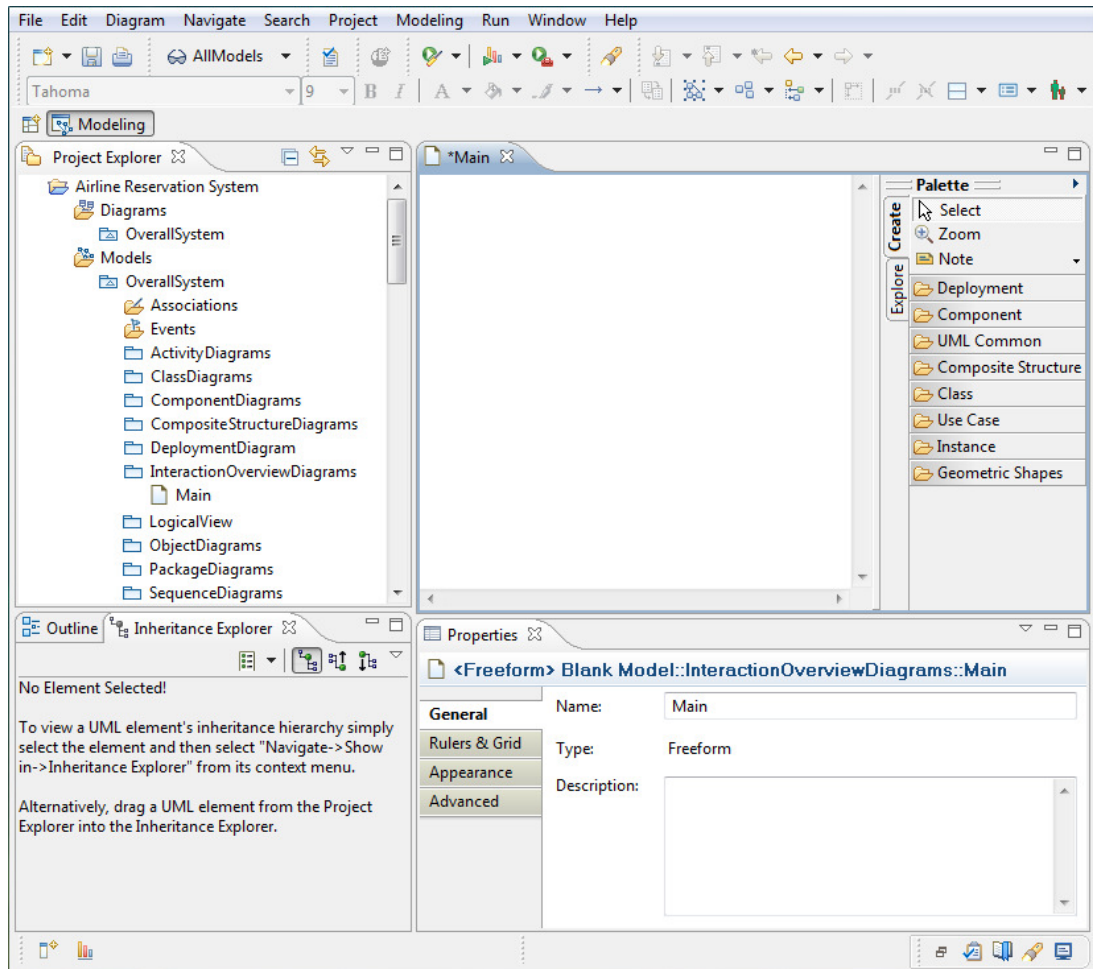 File Edit Diagram Navigate Search Project Modeling Run Window Help
AllModels
Tahoma 9 B I A
Modeling
Project Explorer
Airline Reservation System
Diagrams
OverallSystem
Models
OverallSystem
Associations
Events
ActivityDiagrams
ClassDiagrams
ComponentDiagrams
CompositeStructureDiagrams
DeploymentDiagram
InteractionOverviewDiagrams
Main
LogicalView
ObjectDiagrams
PackageDiagrams
SequenceDiagrams
*Main
Palette
Select
Zoom
Note
Create
Explore
Deployment
Component
UML Common
Composite Structure
Class
Use Case
Instance
Geometric Shapes
Outline Inheritance Explorer
No Element Selected!
To view a UML element's inheritance hierarchy simply
select the element and then select "Navigate->Show
in->Inheritance Explorer" from its context menu.
Alternatively, drag a UML element from the Project
Explorer into the Inheritance Explorer.
Properties
<Freeform> Blank Model::InteractionOverviewDiagrams::Main
General
Rulers & Grid
Appearance
Advanced
Name: Main
Type: Freeform
Description: